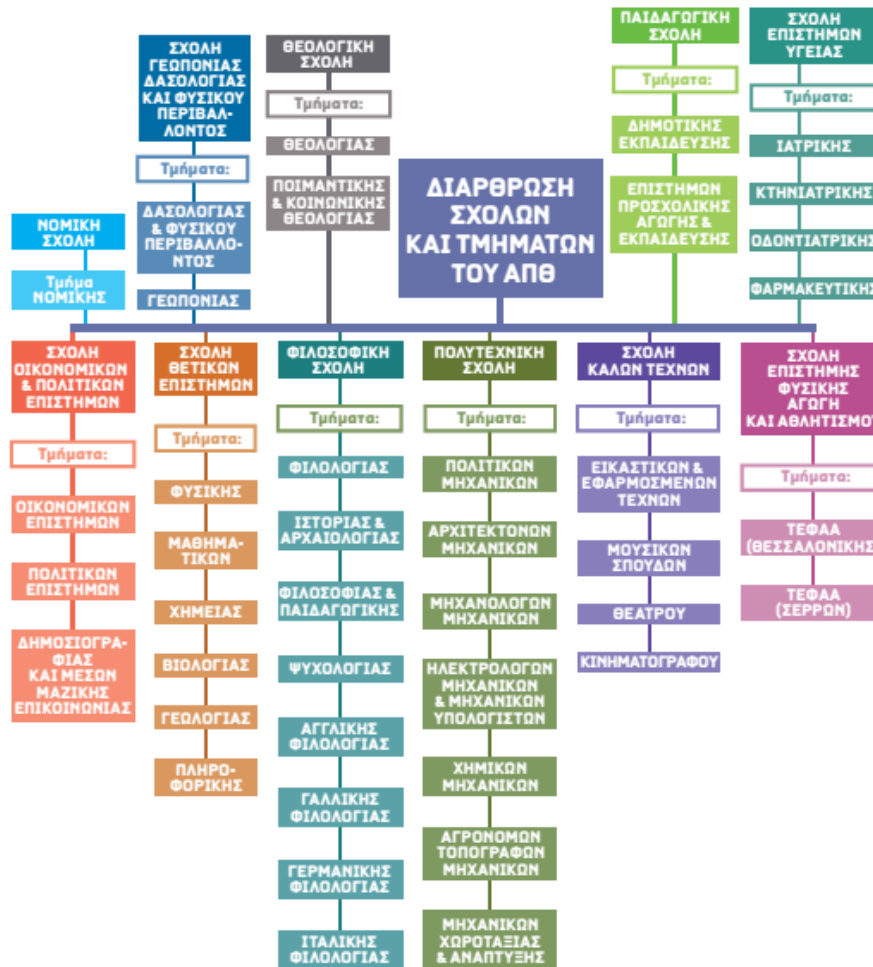 ΔΙΑΡΘΡΩΣΗ
ΣΧΟΛΩΝ
ΚΑΙ ΤΜΗΜΑΤΩΝ
ΤΟΥ ΑΠΘ
ΝΟΜΙΚΗ
ΣΧΟΛΗ
Τμήμα
ΝΟΜΙΚΗΣ
ΣΧΟΛΗ
ΓΕΩΠΟΝΙΑΣ
ΔΑΣΟΛΟΓΙΑΣ
ΚΑΙ ΦΥΣΙΚΟΥ
ΠΕΡΙΒΑΛ-
ΛΟΝΤΟΣ
Τμήματα:
ΔΑΣΟΛΟΓΙΑΣ
& ΦΥΣΙΚΟΥ
ΠΕΡΙΒΑΛΛΟ-
ΝΤΟΣ
ΓΕΩΠΟΝΙΑΣ
ΘΕΟΛΟΓΙΚΗ
ΣΧΟΛΗ
Τμήματα:
ΘΕΟΛΟΓΙΑΣ
ΠΟΙΜΑΝΤΙΚΗΣ
& ΚΟΙΝΩΝΙΚΗΣ
ΘΕΟΛΟΓΙΑΣ
ΠΑΙΔΑΓΩΓΙΚΗ
ΣΧΟΛΗ
Τμήματα:
ΔΗΜΟΤΙΚΗΣ
ΕΚΠΑΙΔΕΥΣΗΣ
ΕΠΙΣΤΗΜΩΝ
ΠΡΟΣΧΟΛΙΚΗΣ
ΑΓΩΓΗΣ &
ΕΚΠΑΙΔΕΥΣΗΣ
ΣΧΟΛΗ
ΕΠΙΣΤΗΜΩΝ
ΥΓΕΙΑΣ
Τμήματα:
ΙΑΤΡΙΚΗΣ
ΚΤΗΝΙΑΤΡΙΚΗΣ
ΟΔΟΝΤΙΑΤΡΙΚΗΣ
ΦΑΡΜΑΚΕΥΤΙΚΗΣ
ΣΧΟΛΗ
ΟΙΚΟΝΟΜΙΚΩΝ
& ΠΟΛΙΤΙΚΩΝ
ΕΠΙΣΤΗΜΩΝ
Τμήματα:
ΟΙΚΟΝΟΜΙΚΩΝ
ΕΠΙΣΤΗΜΩΝ
ΠΟΛΙΤΙΚΩΝ
ΕΠΙΣΤΗΜΩΝ
ΔΗΜΟΣΙΟΓΡΑ-
ΦΙΑΣ
ΚΑΙ ΜΕΣΩΝ
ΜΑΖΙΚΗΣ
ΕΠΙΚΟΙΝΩΝΙΑΣ
ΣΧΟΛΗ
ΘΕΤΙΚΩΝ
ΕΠΙΣΤΗΜΩΝ
Τμήματα:
ΦΥΣΙΚΗΣ
ΜΑΘΗΜΑ-
ΤΙΚΩΝ
ΧΗΜΕΙΑΣ
ΒΙΟΛΟΓΙΑΣ
ΓΕΩΛΟΓΙΑΣ
ΠΛΗΡΟ-
ΦΟΡΙΚΗΣ
ΦΙΛΟΣΟΦΙΚΗ
ΣΧΟΛΗ
Τμήματα:
ΦΙΛΟΛΟΓΙΑΣ
ΙΣΤΟΡΙΑΣ &
ΑΡΧΑΙΟΛΟΓΙΑΣ
ΦΙΛΟΣΟΦΙΑΣ &
ΠΑΙΔΑΓΩΓΙΚΗΣ
ΨΥΧΟΛΟΓΙΑΣ
ΑΓΓΛΙΚΗΣ
ΦΙΛΟΛΟΓΙΑΣ
ΓΑΛΛΙΚΗΣ
ΦΙΛΟΛΟΓΙΑΣ
ΓΕΡΜΑΝΙΚΗΣ
ΦΙΛΟΛΟΓΙΑΣ
ΙΤΑΛΙΚΗΣ
ΦΙΛΟΛΟΓΙΑΣ
ΠΟΛΥΤΕΧΝΙΚΗ
ΣΧΟΛΗ
Τμήματα:
ΠΟΛΙΤΙΚΩΝ
ΜΗΧΑΝΙΚΩΝ
ΑΡΧΙΤΕΚΤΟΝΩΝ
ΜΗΧΑΝΙΚΩΝ
ΜΗΧΑΝΟΛΟΓΩΝ
ΜΗΧΑΝΙΚΩΝ
ΗΛΕΚΤΡΟΛΟΓΩΝ
ΜΗΧΑΝΙΚΩΝ
& ΜΗΧΑΝΙΚΩΝ
ΥΠΟΛΟΓΙΣΤΩΝ
ΧΗΜΙΚΩΝ
ΜΗΧΑΝΙΚΩΝ
ΑΓΡΟΝΟΜΩΝ
ΤΟΠΟΓΡΑΦΩΝ
ΜΗΧΑΝΙΚΩΝ
ΜΗΧΑΝΙΚΩΝ
ΧΩΡΟΤΑΞΙΑΣ
& ΑΝΑΠΤΥΞΗΣ
ΣΧΟΛΗ
ΚΑΛΩΝ ΤΕΧΝΩΝ
Τμήματα:
ΕΙΚΑΣΤΙΚΩΝ &
ΕΦΑΡΜΟΣΜΕΝΩΝ
ΤΕΧΝΩΝ
ΜΟΥΣΙΚΩΝ
ΣΠΟΥΔΩΝ
ΘΕΑΤΡΟΥ
ΚΙΝΗΜΑΤΟΓΡΑΦΟΥ
ΣΧΟΛΗ
ΕΠΙΣΤΗΜΗΣ
ΦΥΣΙΚΗΣ
ΑΓΩΓΗ
ΚΑΙ ΑΘΛΗΤΙΣΜΟΥ
Τμήματα:
ΤΕΦΑΑ
(ΘΕΣΣΑΛΟΝΙΚΗΣ)
ΤΕΦΑΑ
(ΣΕΡΡΩΝ)